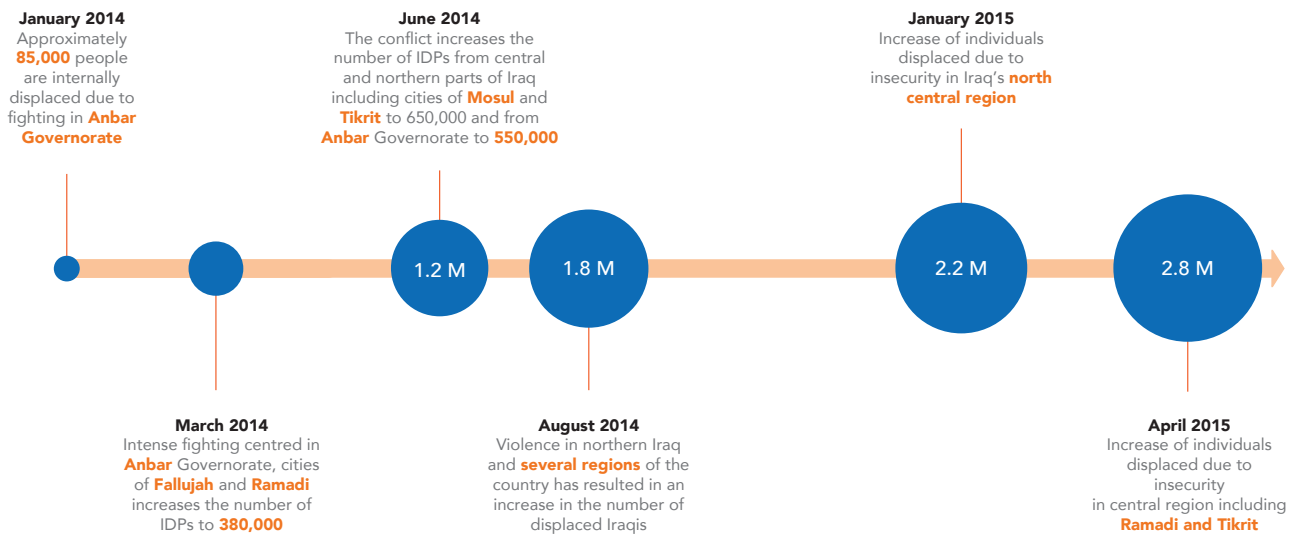 January 2014
Approximately
85,000 people
are internally
displaced due to
fighting in Anbar
Governorate
June 2014
The conflict increases the
number of IDPs from central
and northern parts of Iraq
including cities of Mosul and
Tikrit to 650,000 and from
Anbar Governorate to 550,000
January 2015
Increase of individuals
displaced due to
insecurity in Iraq's north
central region
1.2 M
1.8 M
2.2 M
2.8 M
March 2014
Intense fighting centred in
Anbar Governorate, cities
of Fallujah and Ramadi
increases the number of
IDPs to 380,000
August 2014
Violence in northern Iraq
and several regions of the
country has resulted in an
increase in the number of
displaced Iraqis
April 2015
Increase of individuals
displaced due to
insecurity
in central region including
Ramadi and Tikrit